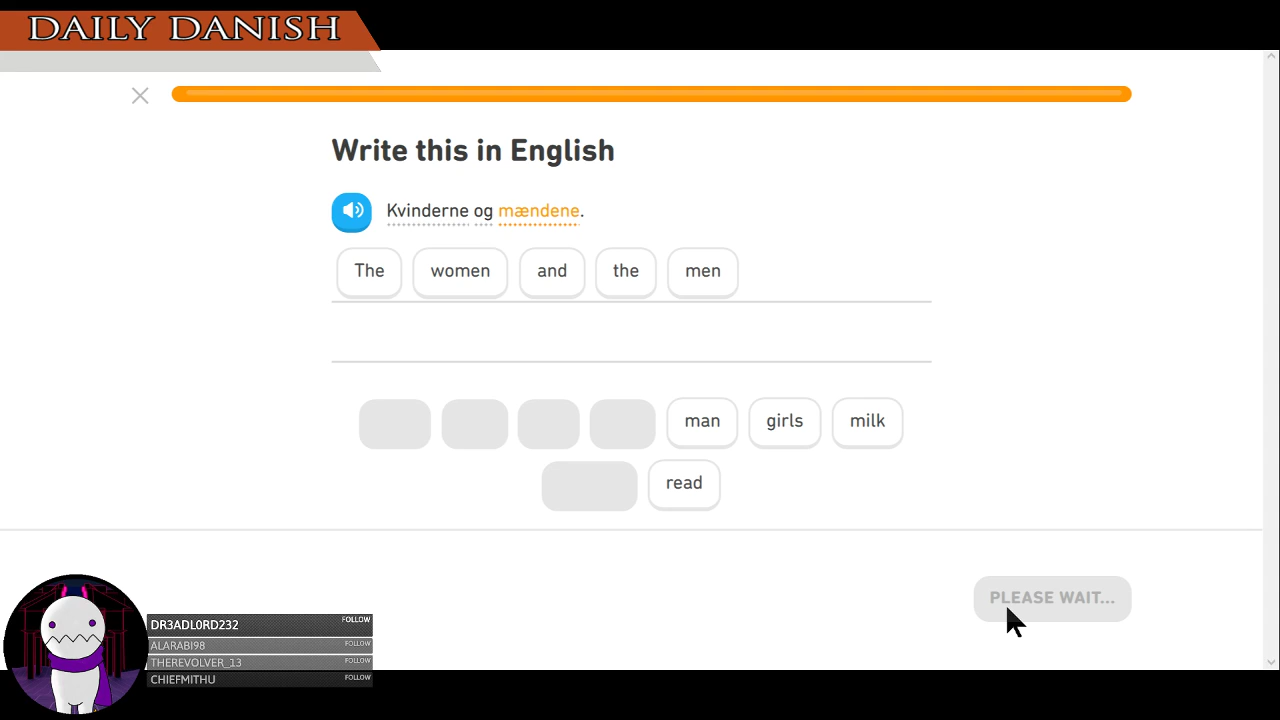 DAILY DANISH
Write this in English
Kvinderne og mændene.
The women and the men
man girls milk
read
PLEASE WAIT...
DR3ADL0RD232 FOLLOW
ALARABI98 FOLLOW
THEREVOLVER_13 FOLLOW
CHIEFMITHU FOLLOW